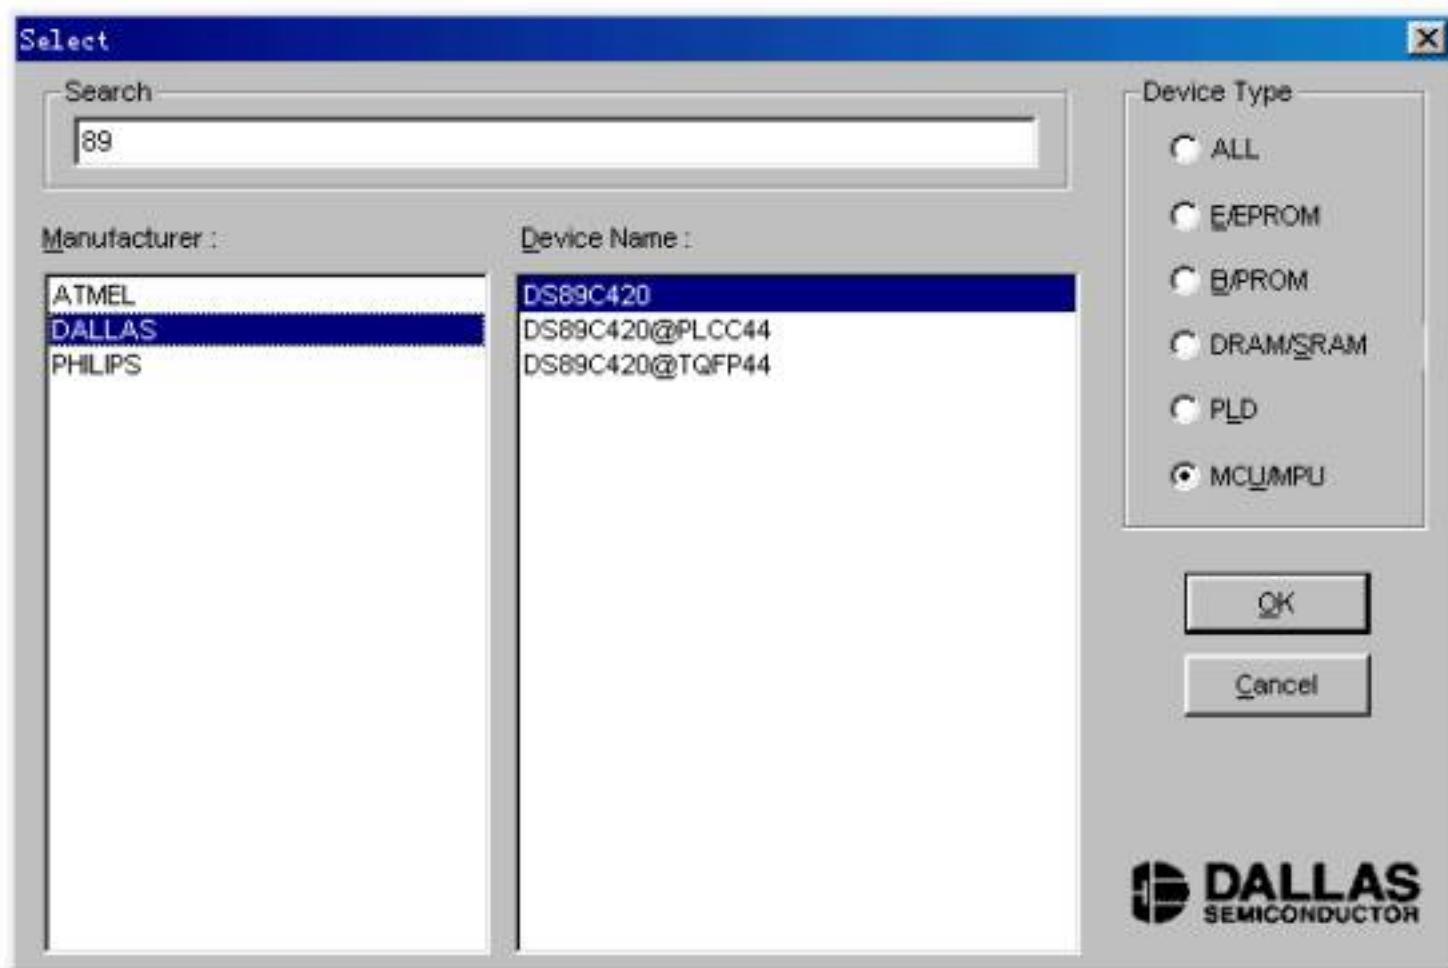 Select
Search
89
Manufacturer :
ATMEL
DALLAS
PHILIPS
Device Name :
DS89C420
DS89C420@PLCC44
DS89C420@TQFP44
Device Type
ALL
E/EPROM
B/PROM
DRAM/SRAM
PLD
MCU/MPU
OK
Cancel
DALLAS
SEMICONDUCTOR